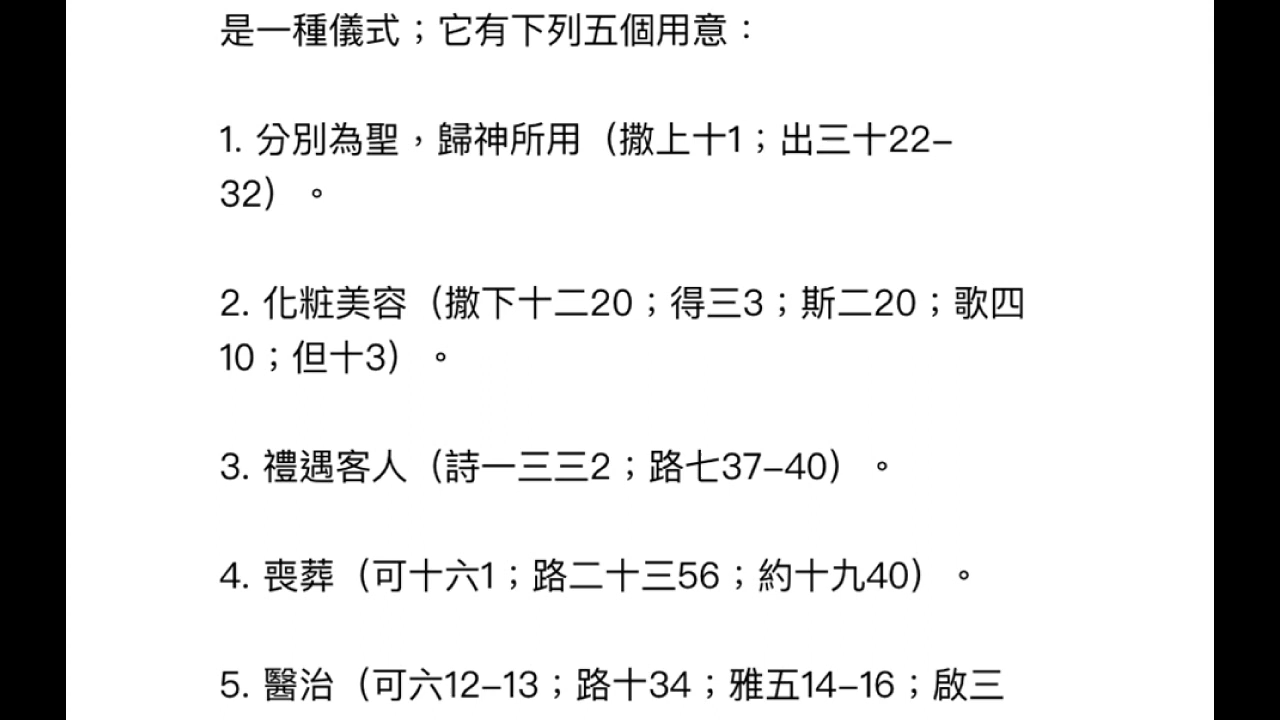 是一種儀式；它有下列五個用意：
1. 分別為聖，歸神所用（撒上十1；出三十22-
32）。
2. 化粧美容（撒下十二20；得三3；斯二20；歌四
10；但十3）。
3. 禮遇客人（詩一三三2；路七37-40）。
4. 喪葬（可十六1；路二十三56；約十九40）。
5. 醫治（可六12-13；路十34；雅五14-16；啟三